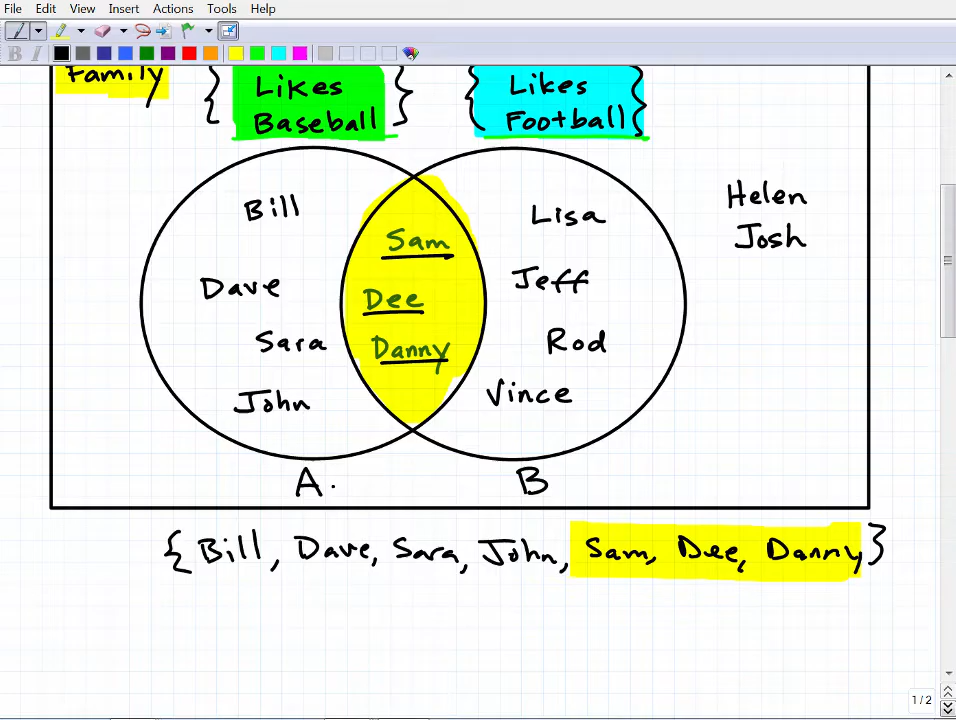 File Edit View Insert Actions Tools Help
B I
Family
{ Likes Baseball }
{ Likes Football }
Bill
Sam
Lisa
Helen
Josh
Dave
Dee
Jeff
Sara
Danny
Rod
John
Vince
A
B
{Bill, Dave, Sara, John, Sam, Dee, Danny}
1 / 2